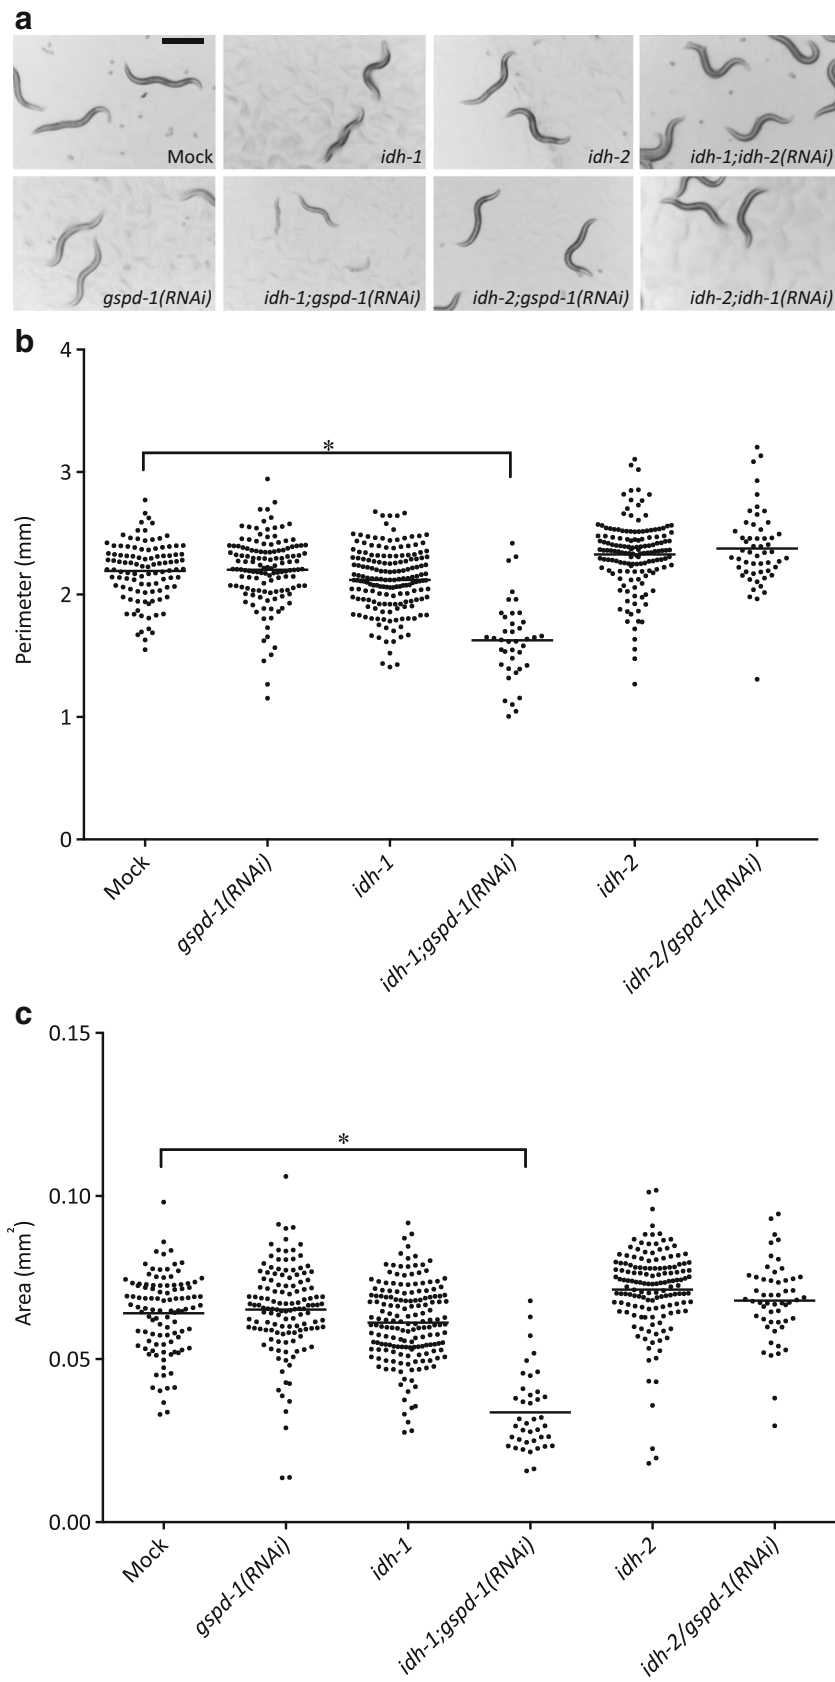 a
Mock
idh-1
idh-2
idh-1;idh-2(RNAi)
gspd-1(RNAi)
idh-1;gspd-1(RNAi)
idh-2;gspd-1(RNAi)
idh-2;idh-1(RNAi)
b
Perimeter (mm)
4
3
2
1
0
*
Mock
gspd-1(RNAi)
idh-1
idh-1;gspd-1(RNAi)
idh-2
idh-2/gspd-1(RNAi)
c
Area (mm²)
0.15
0.10
0.05
0.00
*
Mock
gspd-1(RNAi)
idh-1
idh-1;gspd-1(RNAi)
idh-2
idh-2/gspd-1(RNAi)